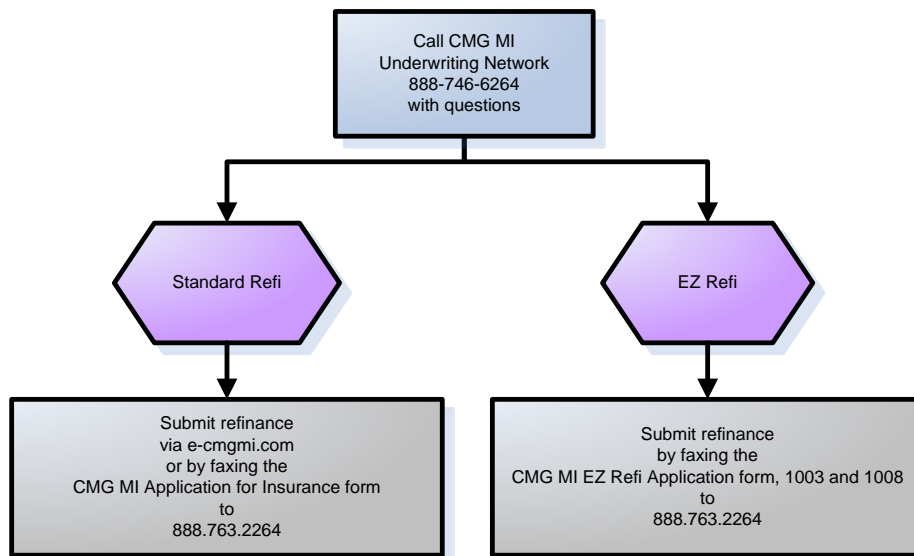 Call CMG MI
Underwriting Network
888-746-6264
with questions
Standard Refi
EZ Refi
Submit refinance
via e-cmgmi.com
or by faxing the
CMG MI Application for Insurance form
to
888.763.2264
Submit refinance
by faxing the
CMG MI EZ Refi Application form, 1003 and 1008
to
888.763.2264